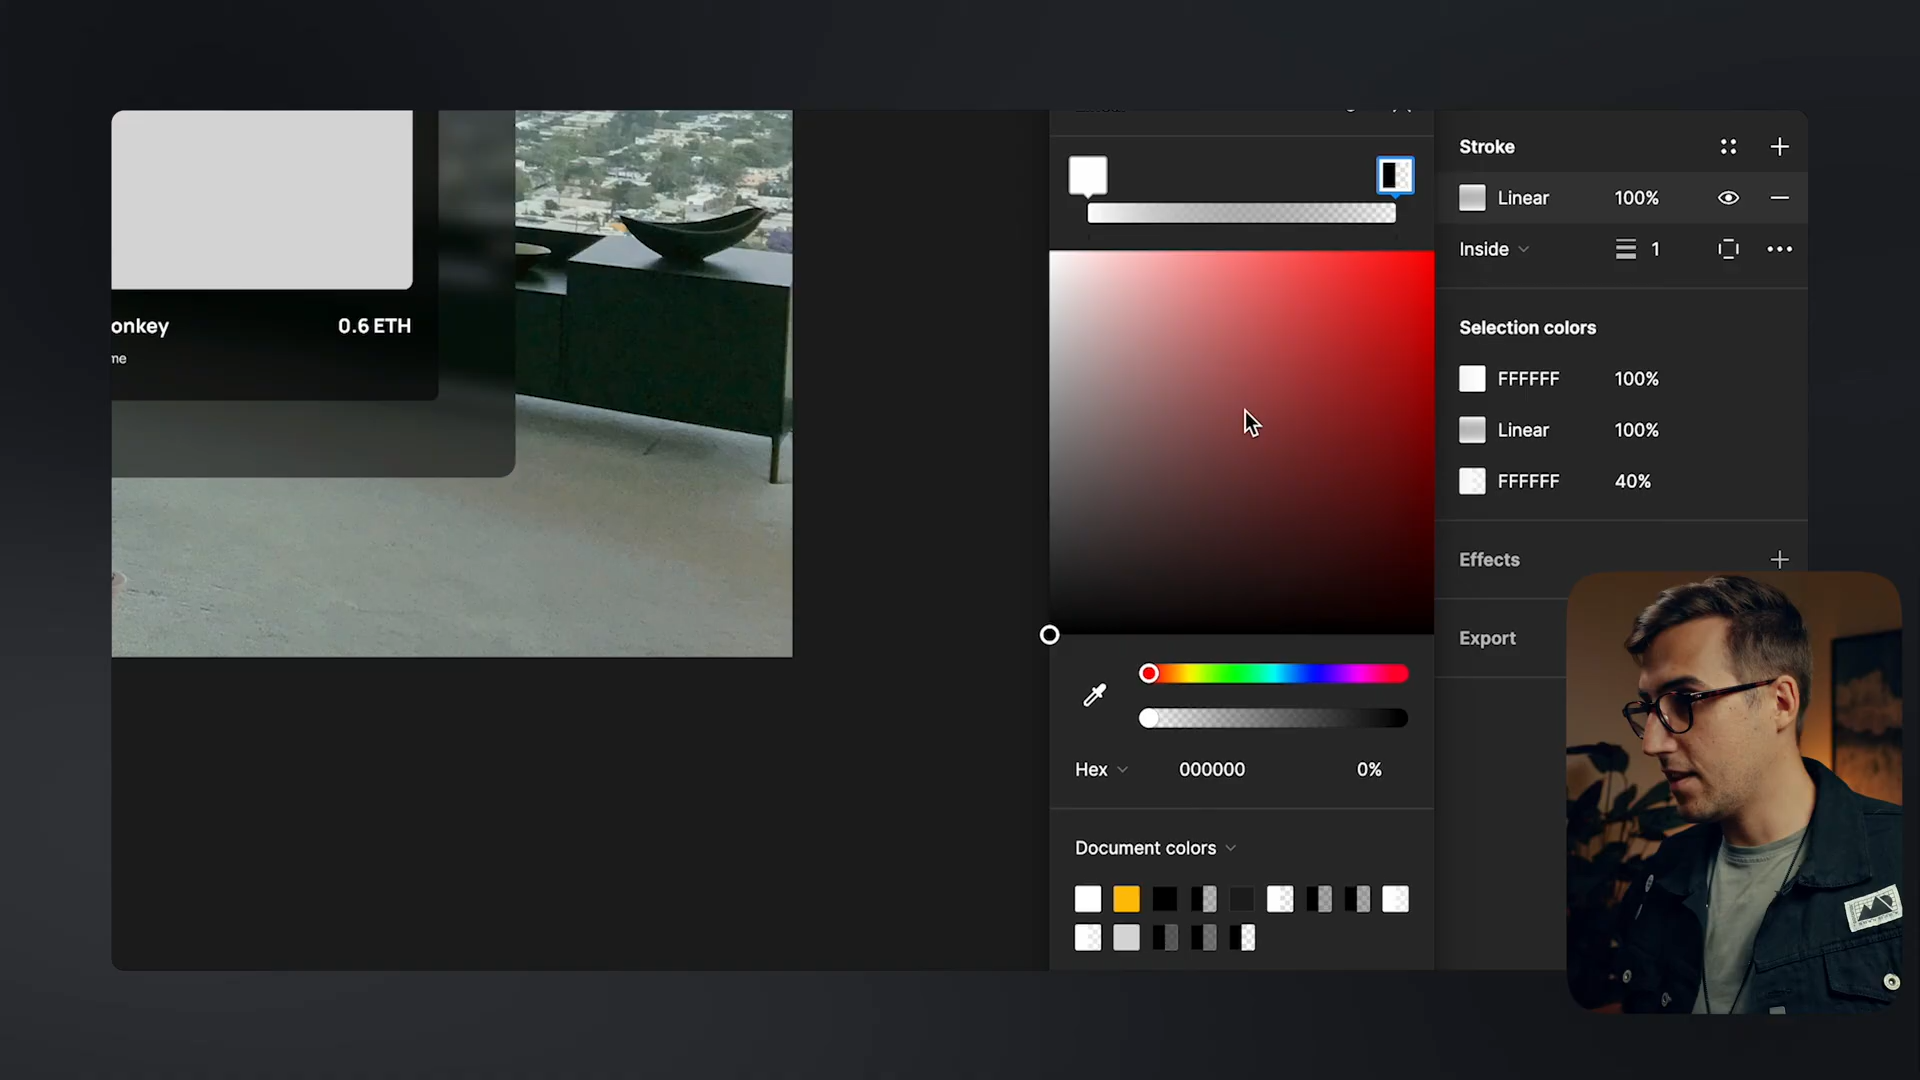 onkey
0.6 ETH
me
Hex
000000
0%
Document colors
Stroke
Linear
100%
Inside
1
Selection colors
FFFFFF
100%
Linear
100%
FFFFFF
40%
Effects
Export